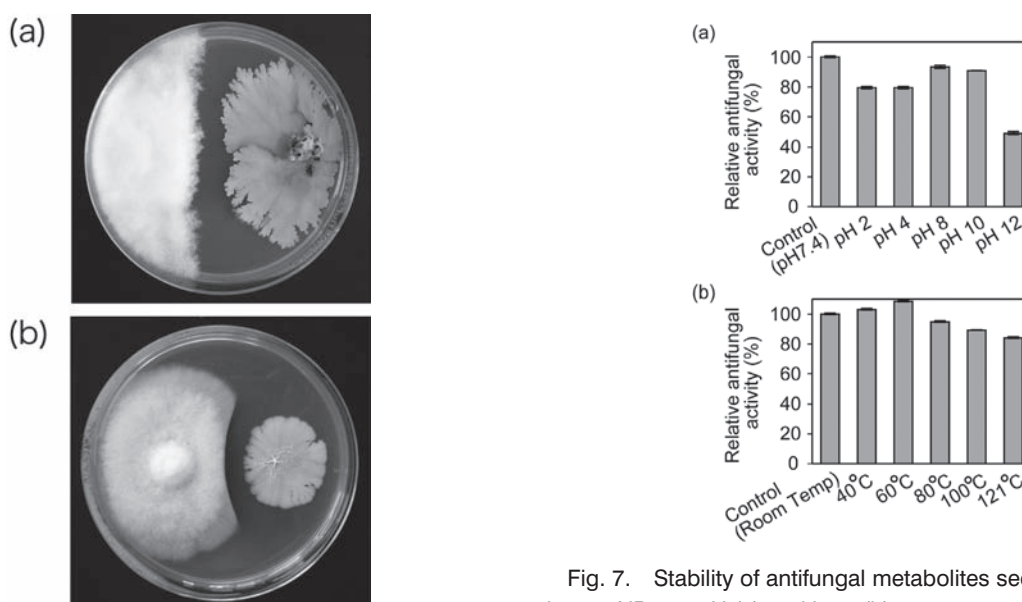 (a)
(b)
(a)
Relative antifungal
activity (%)
100
80
60
40
20
0
Control
(pH7.4)
pH 2
pH 4
pH 8
pH 10
pH 12
(b)
Relative antifungal
activity (%)
100
80
60
40
20
0
Control
(Room Temp)
40°C
60°C
80°C
100°C
121°C
Fig. 7. Stability of antifungal metabolites sec